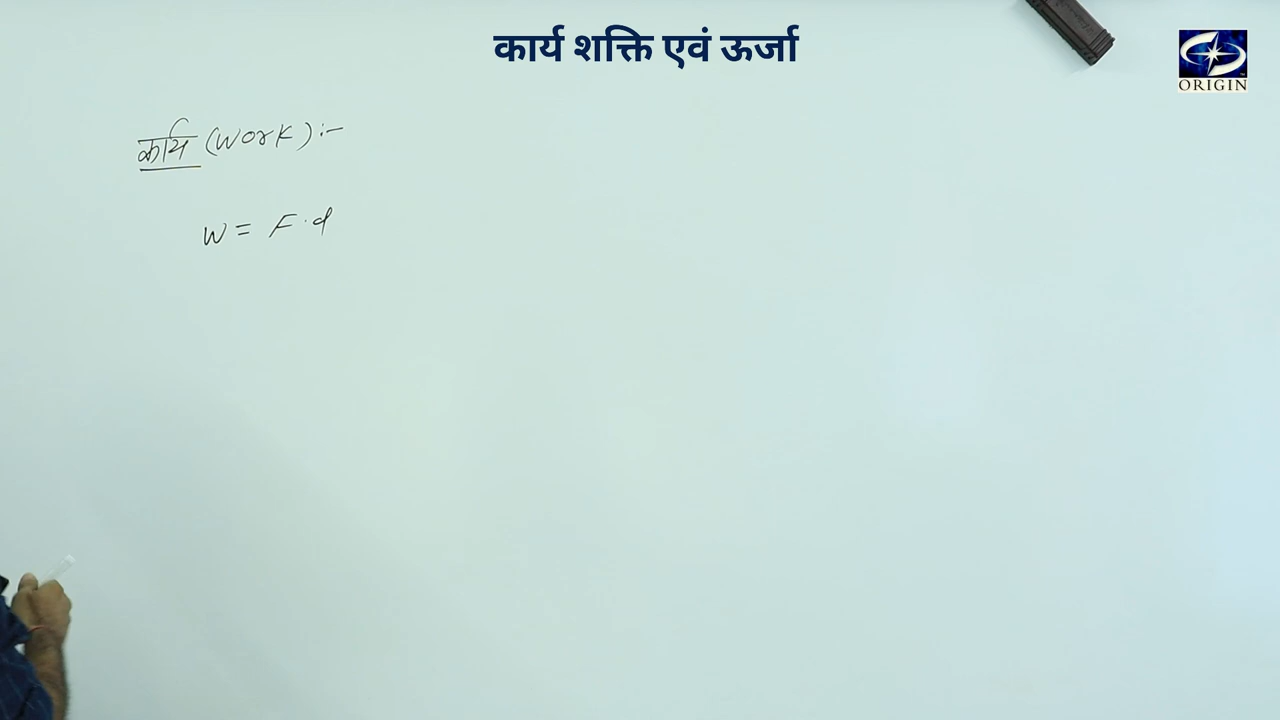 कार्य शक्ति एवं ऊर्जा
ORIGIN
कार्य (work) :-
W = F.d